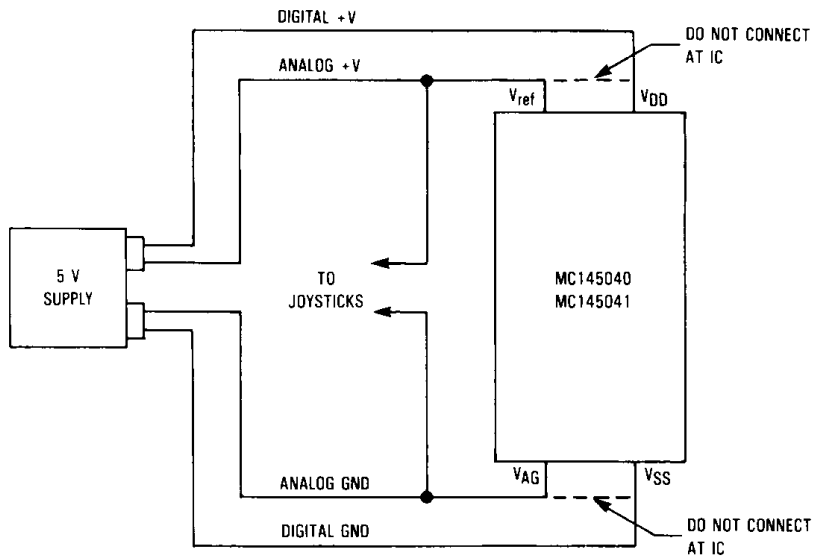 DIGITAL +V
DO NOT CONNECT
AT IC
ANALOG +V
Vref
VDD
5 V
SUPPLY
TO
JOYSTICKS
MC145040
MC145041
VAG
VSS
ANALOG GND
DIGITAL GND
DO NOT CONNECT
AT IC